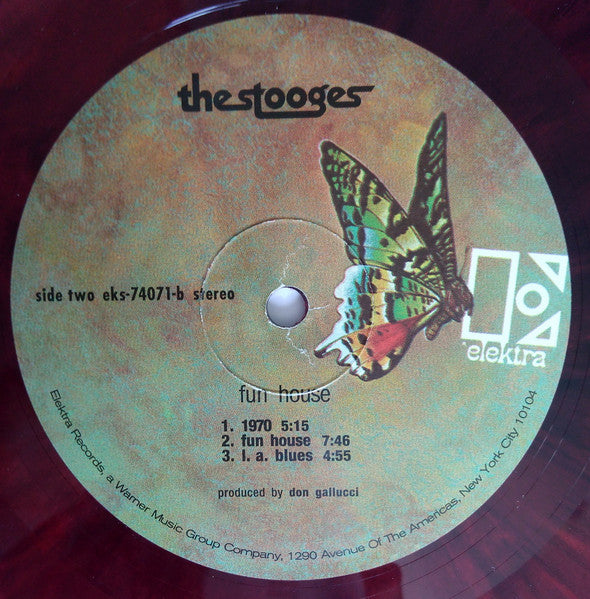 the stooges
side two eks-74071-b stereo
elektra
fun house
1. 1970 5:15
2. fun house 7:46
3. l. a. blues 4:55
produced by don gallucci
Elektra Records, a Warner Music Group Company, 1290 Avenue Of The Americas, New York City 10104